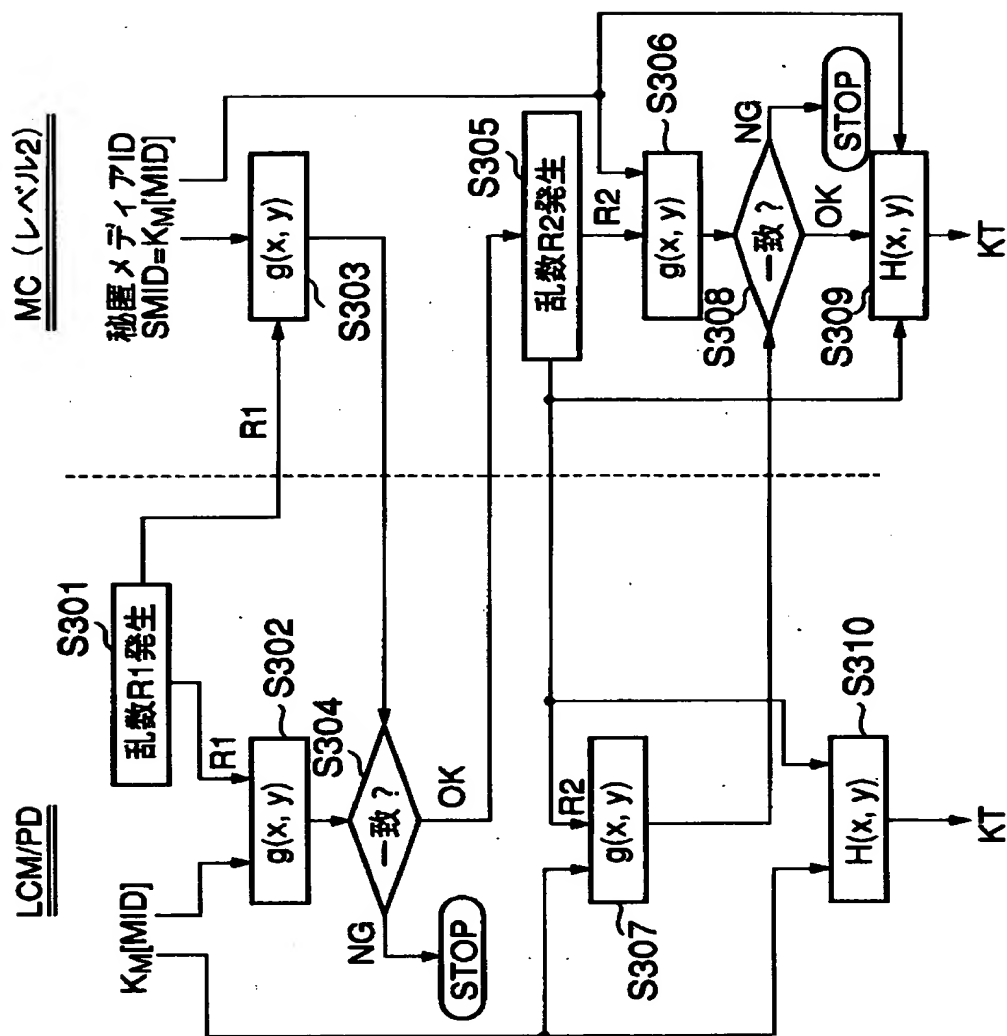 LCM/PD
MC (レベル2)
KM[MID]
秘匿メディアID
SMID=KM[MID]
S301
乱数R1発生
R1
R1
S302
g(x, y)
g(x, y)
S303
S304
一致?
NG
STOP
OK
S305
乱数R2発生
R2
R2
S306
g(x, y)
S307
g(x, y)
S308
一致?
NG
STOP
OK
S309
H(x, y)
S310
H(x, y)
KT
KT